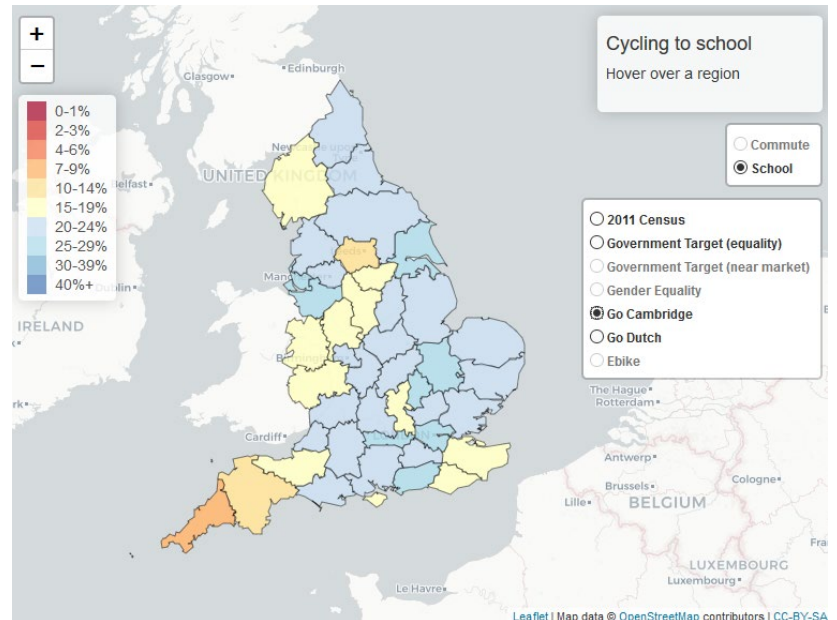 +
−
Cycling to school
Hover over a region
0-1%
2-3%
4-6%
7-9%
10-14%
15-19%
20-24%
25-29%
30-39%
40%+
Commute
School
2011 Census
Government Target (equality)
Government Target (near market)
Gender Equality
Go Cambridge
Go Dutch
Ebike
Edinburgh
Glasgow
UNITED KINGDOM
Belfast
Dublin
IRELAND
Cardiff
The Hague
Rotterdam
Antwerp
Brussels
Cologne
Lille
BELGIUM
LUXEMBOURG
Luxembourg
Le Havre
Leaflet | Map data © OpenStreetMap contributors | CC-BY-SA